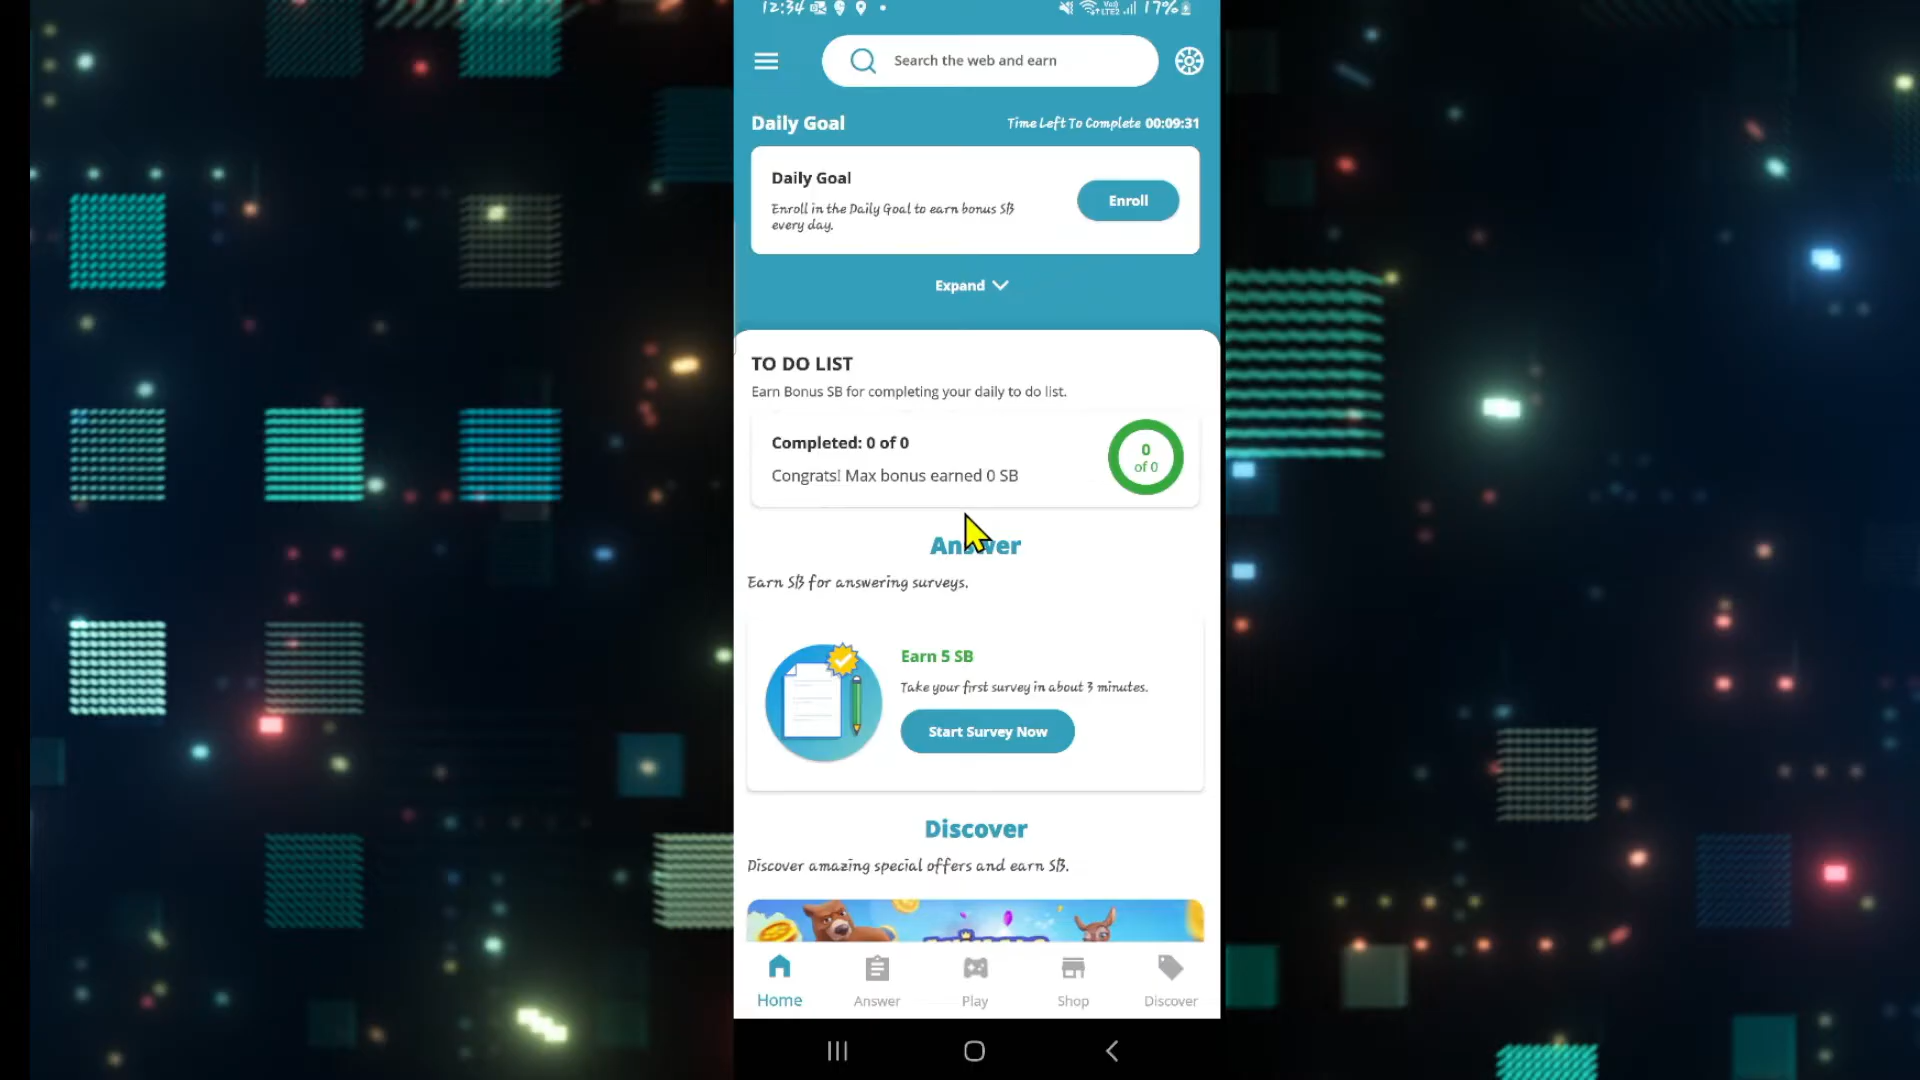 12:34
17%
Search the web and earn
Daily Goal
Time Left To Complete 00:09:31
Daily Goal
Enroll in the Daily Goal to earn bonus SB
every day.
Enroll
Expand
TO DO LIST
Earn Bonus SB for completing your daily to do list.
Completed: 0 of 0
Congrats! Max bonus earned 0 SB
0
of 0
Answer
Earn SB for answering surveys.
Earn 5 SB
Take your first survey in about 3 minutes.
Start Survey Now
Discover
Discover amazing special offers and earn SB.
Home
Answer
Play
Shop
Discover